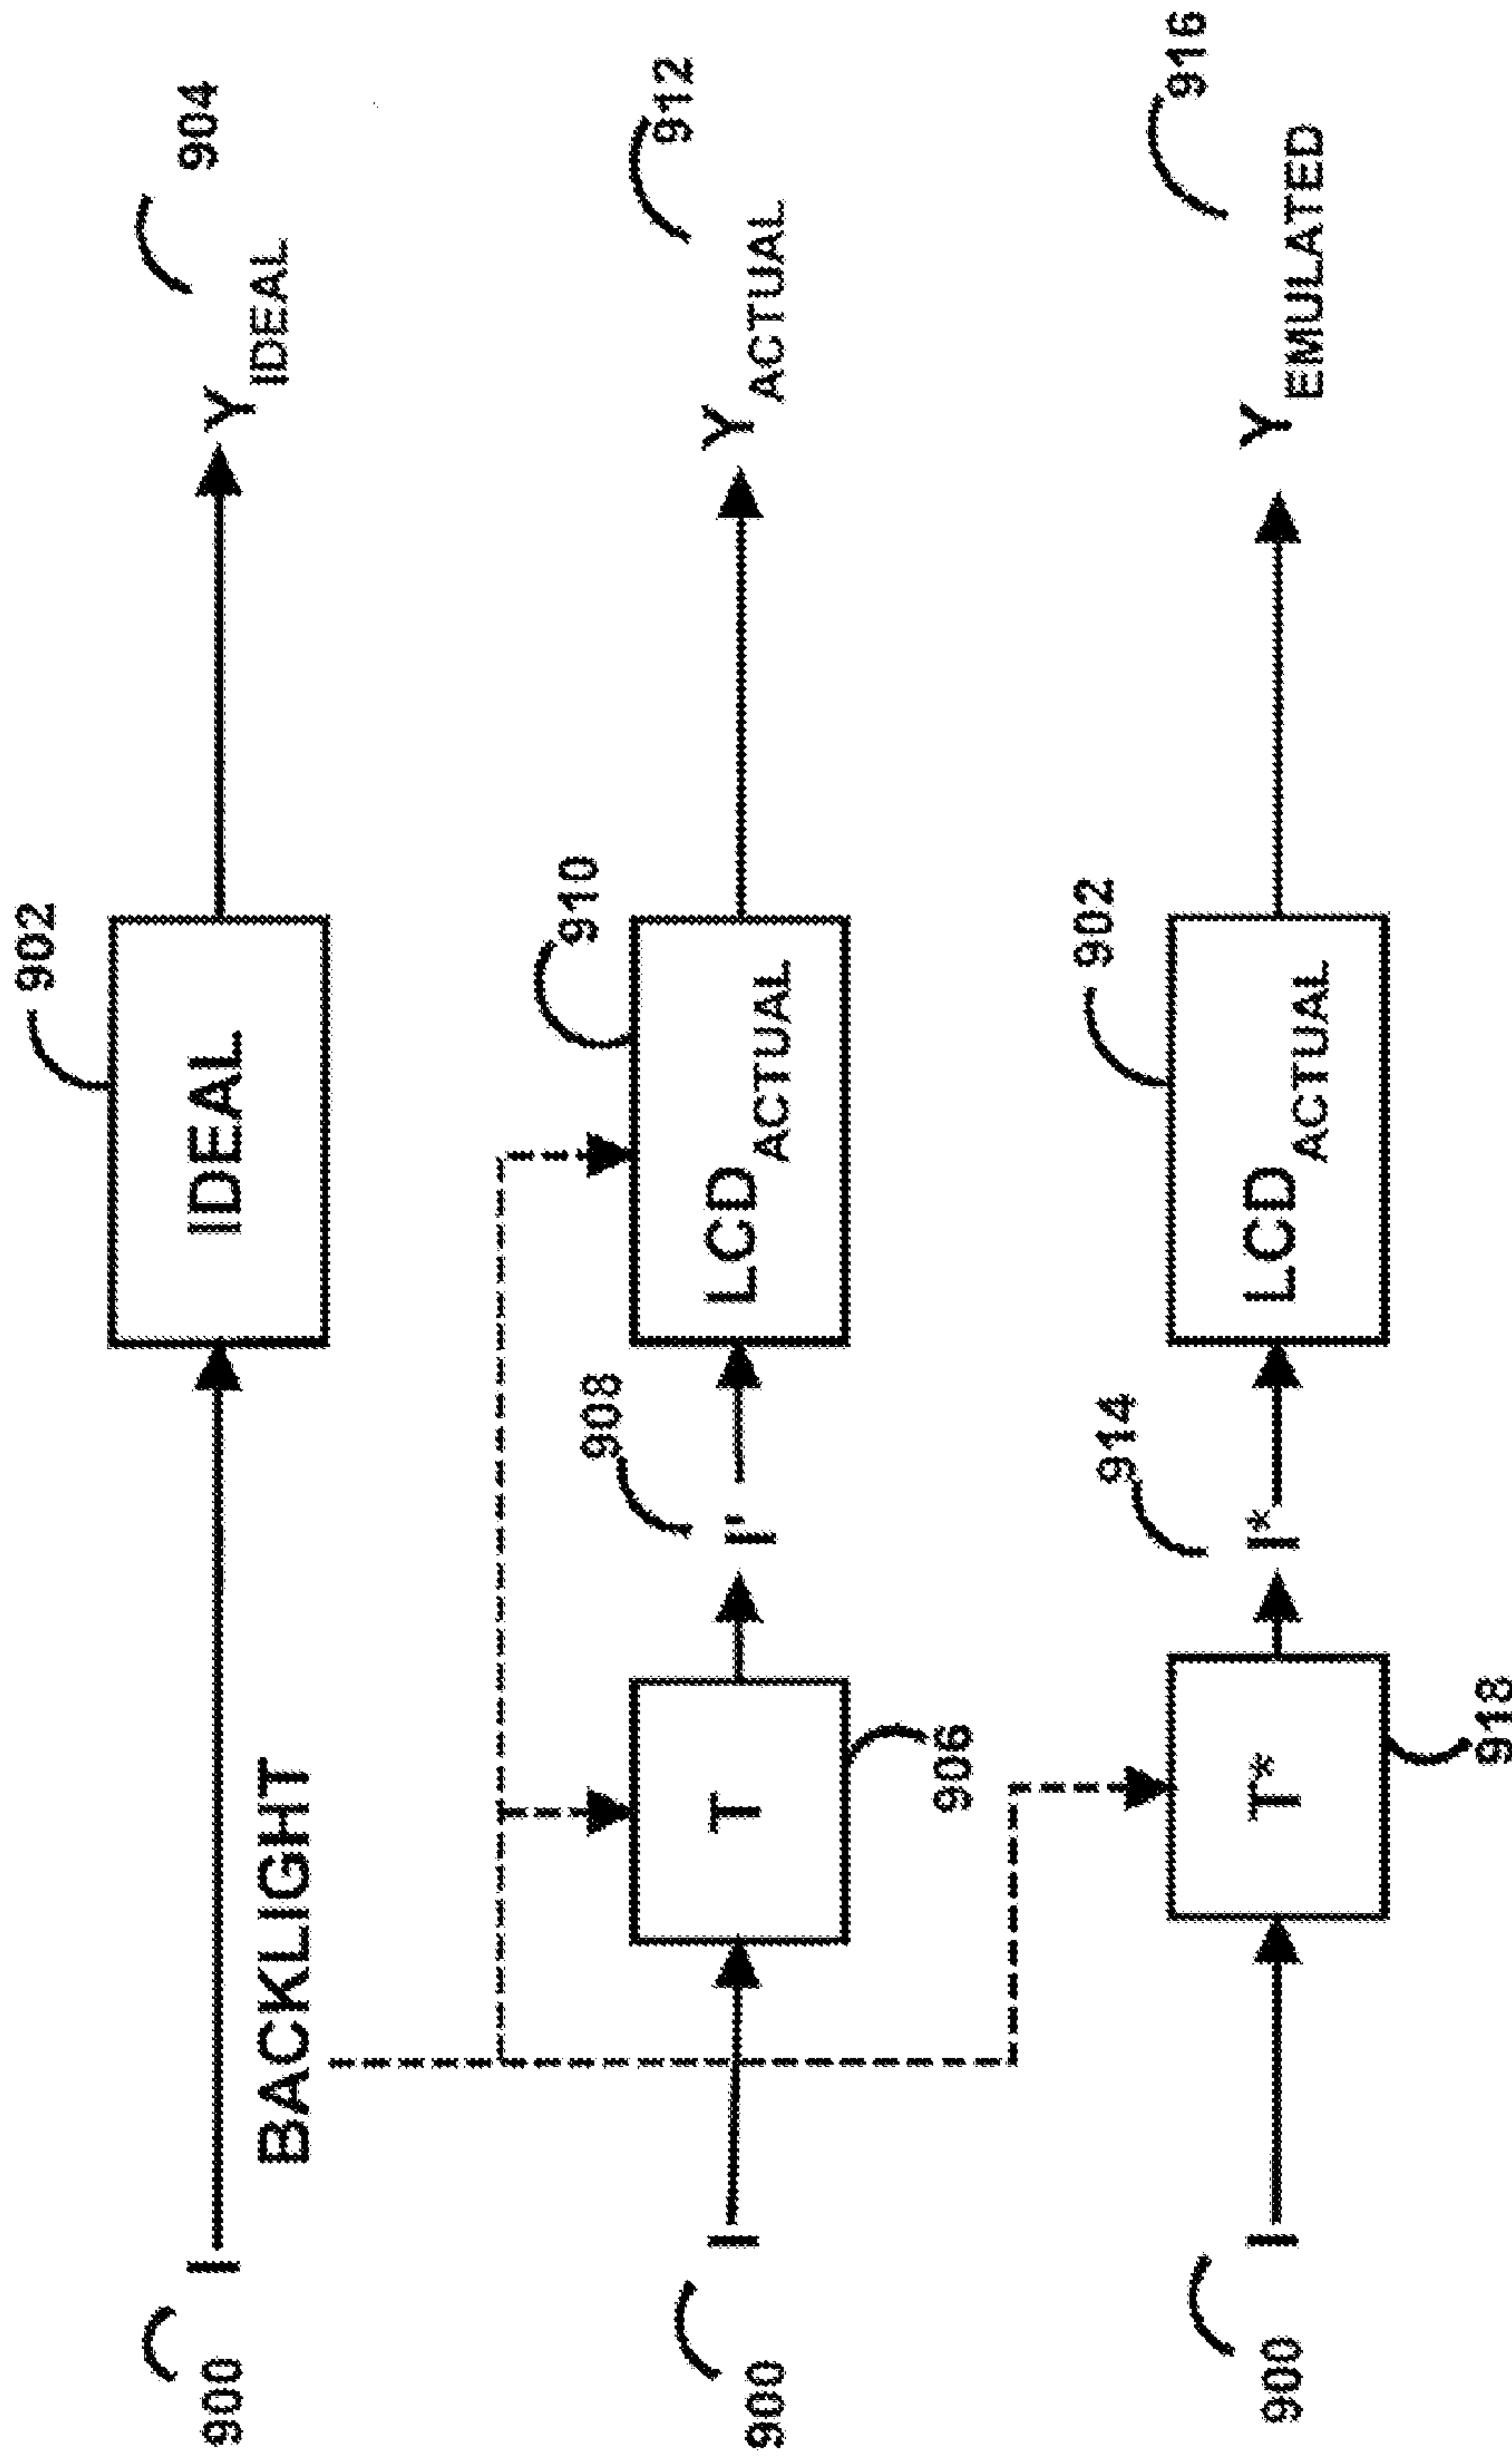 902
904
900 I IDEAL Y IDEAL
BACKLIGHT
908
910
912
900 I T I' LCD ACTUAL Y ACTUAL
906
914
902
916
900 I T* I* LCD ACTUAL Y EMULATED
918